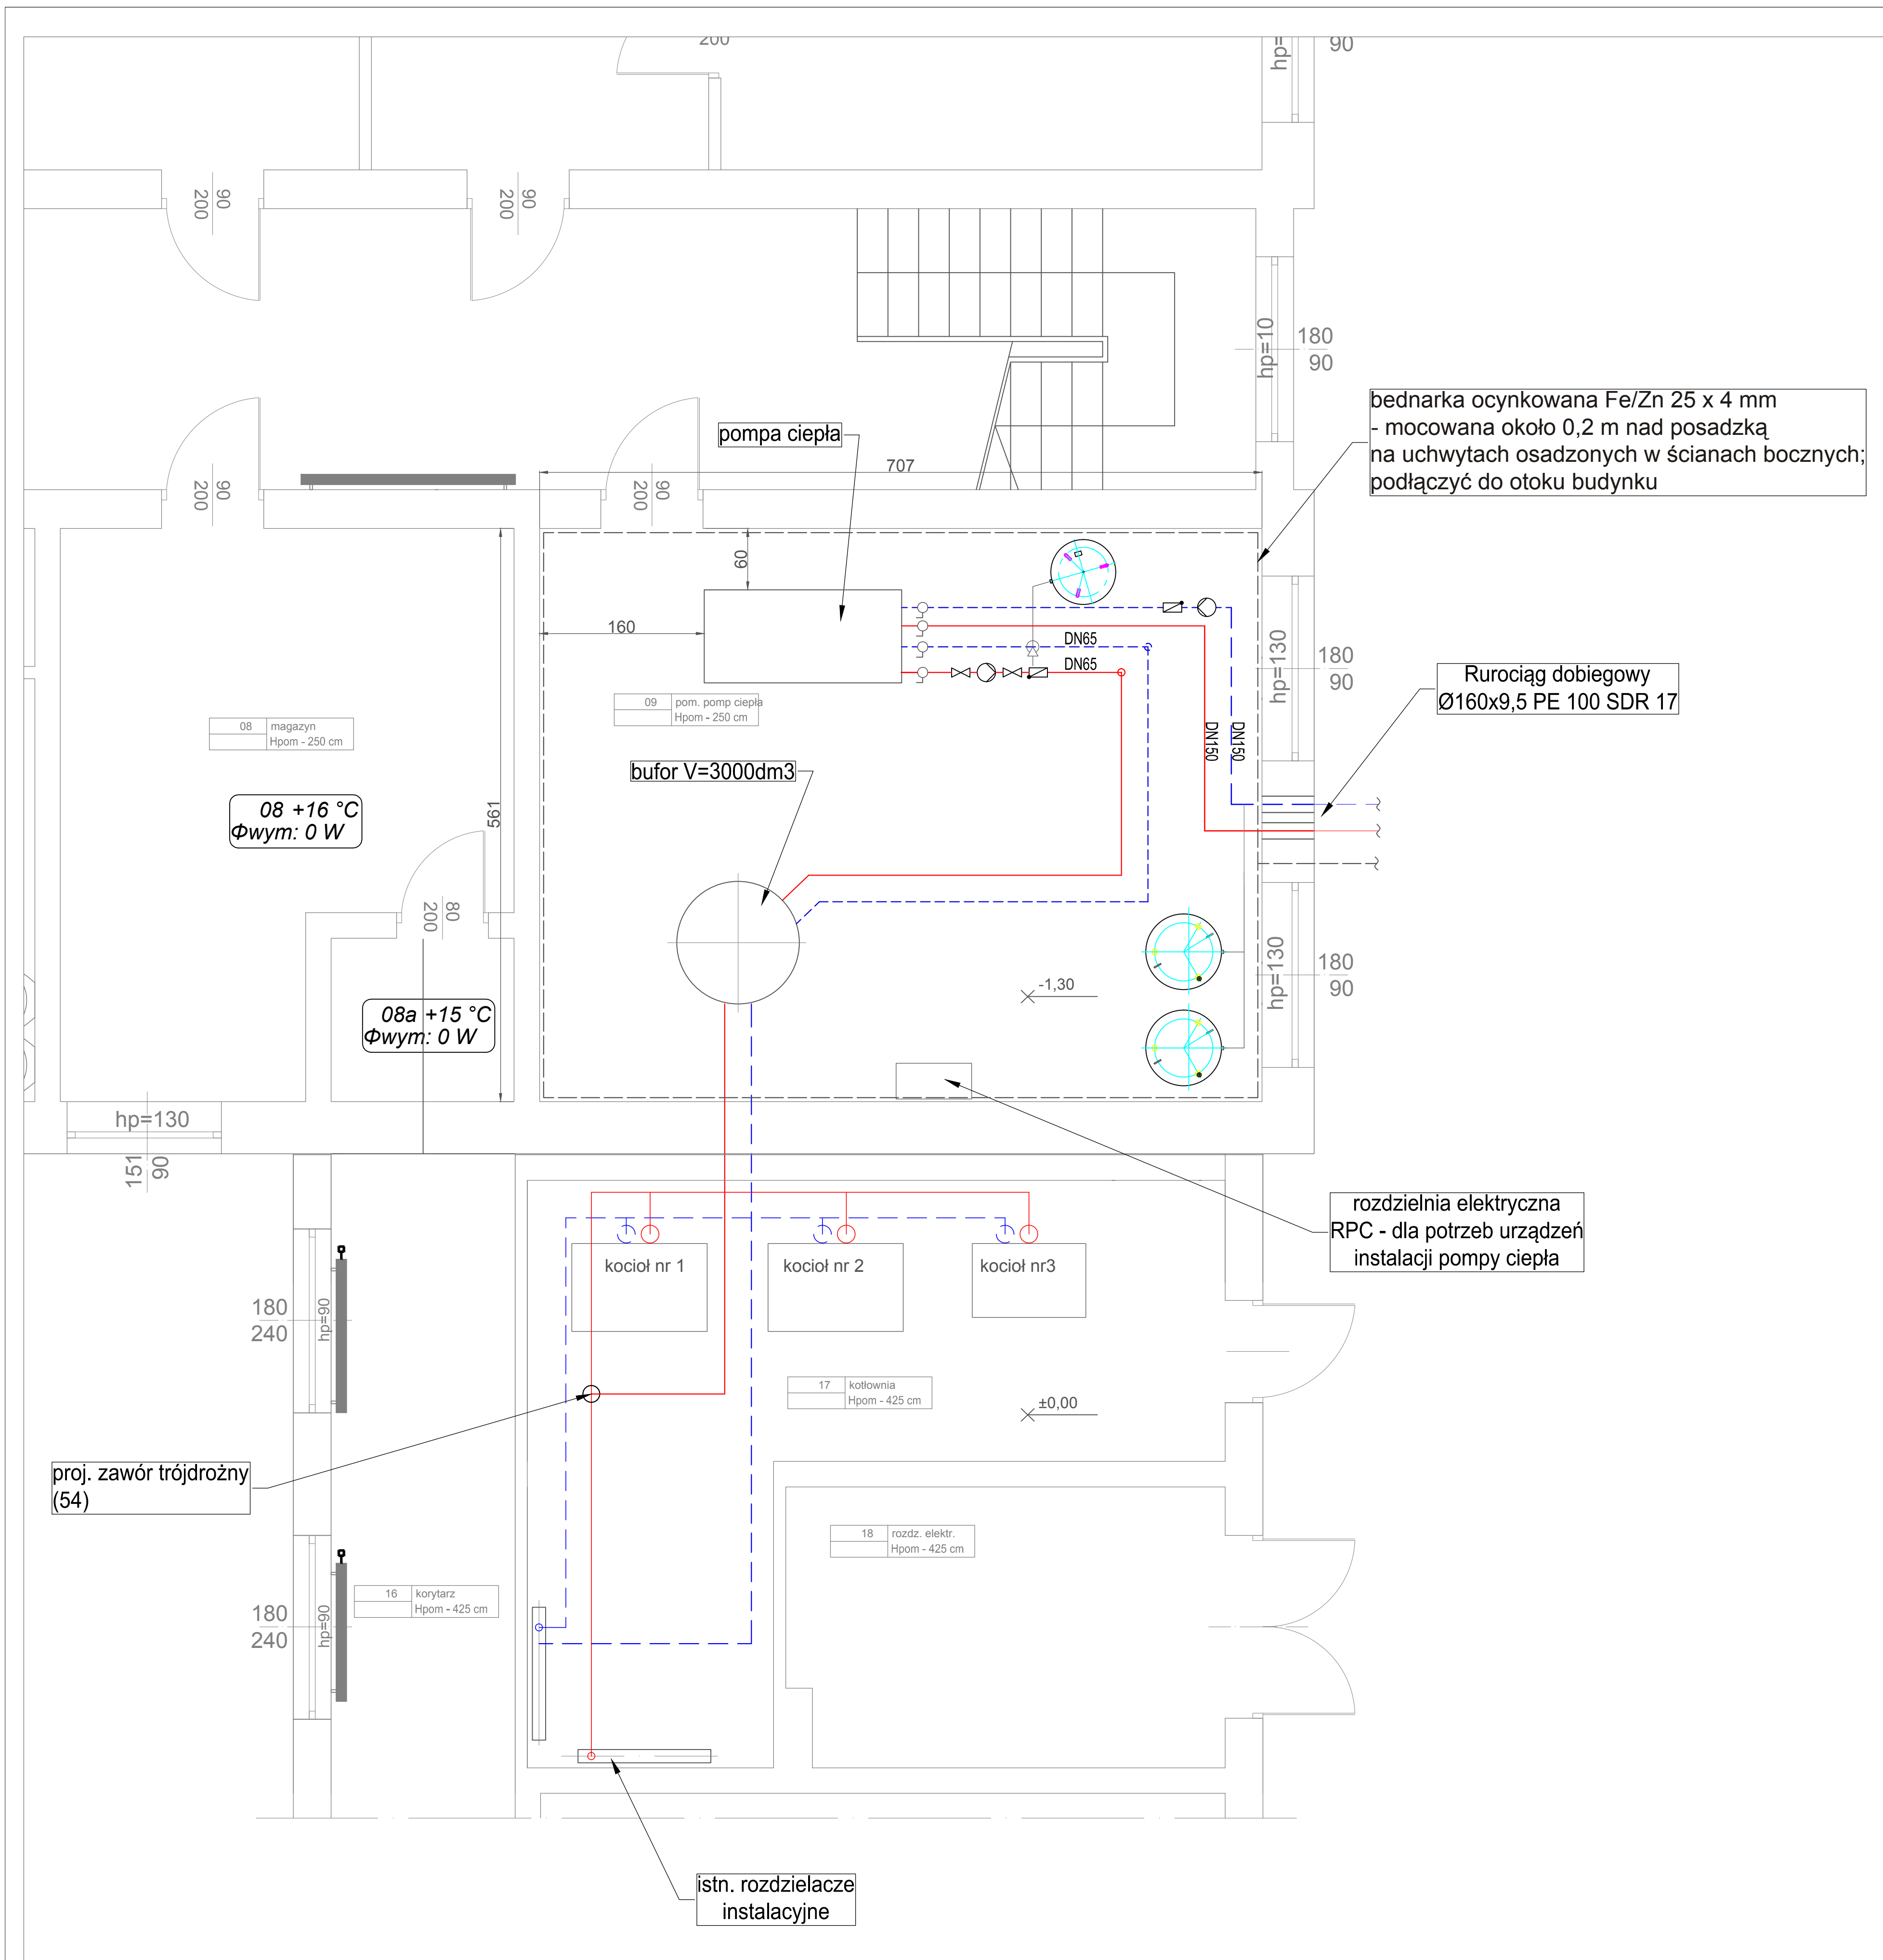 200
hp=
90
90
200
90
200
hp=10
180
90
bednarka ocynkowana Fe/Zn 25 x 4 mm
- mocowana około 0,2 m nad posadzką
na uchwytach osadzonych w ścianach bocznych;
podłączyć do otoku budynku
pompa ciepła
707
90
200
90
200
60
160
DN65
DN65
hp=130
180
90
Rurociąg dobiegowy
Ø160x9,5 PE 100 SDR 17
09 pom. pomp ciepła
Hpom - 250 cm
08 magazyn
Hpom - 250 cm
DN150
DN150
bufor V=3000dm3
08 +16 °C
Φwym: 0 W
561
80
200
hp=130
180
90
-1,30
08a +15 °C
Φwym: 0 W
hp=130
151
90
rozdzielnia elektryczna
RPC - dla potrzeb urządzeń
instalacji pompy ciepła
kocioł nr 1
kocioł nr 2
kocioł nr3
180
240
hp=90
17 kotłownia
Hpom - 425 cm
±0,00
proj. zawór trójdrożny
(54)
18 rozdz. elektr.
Hpom - 425 cm
16 korytarz
Hpom - 425 cm
180
240
hp=90
istn. rozdzielacze
instalacyjne